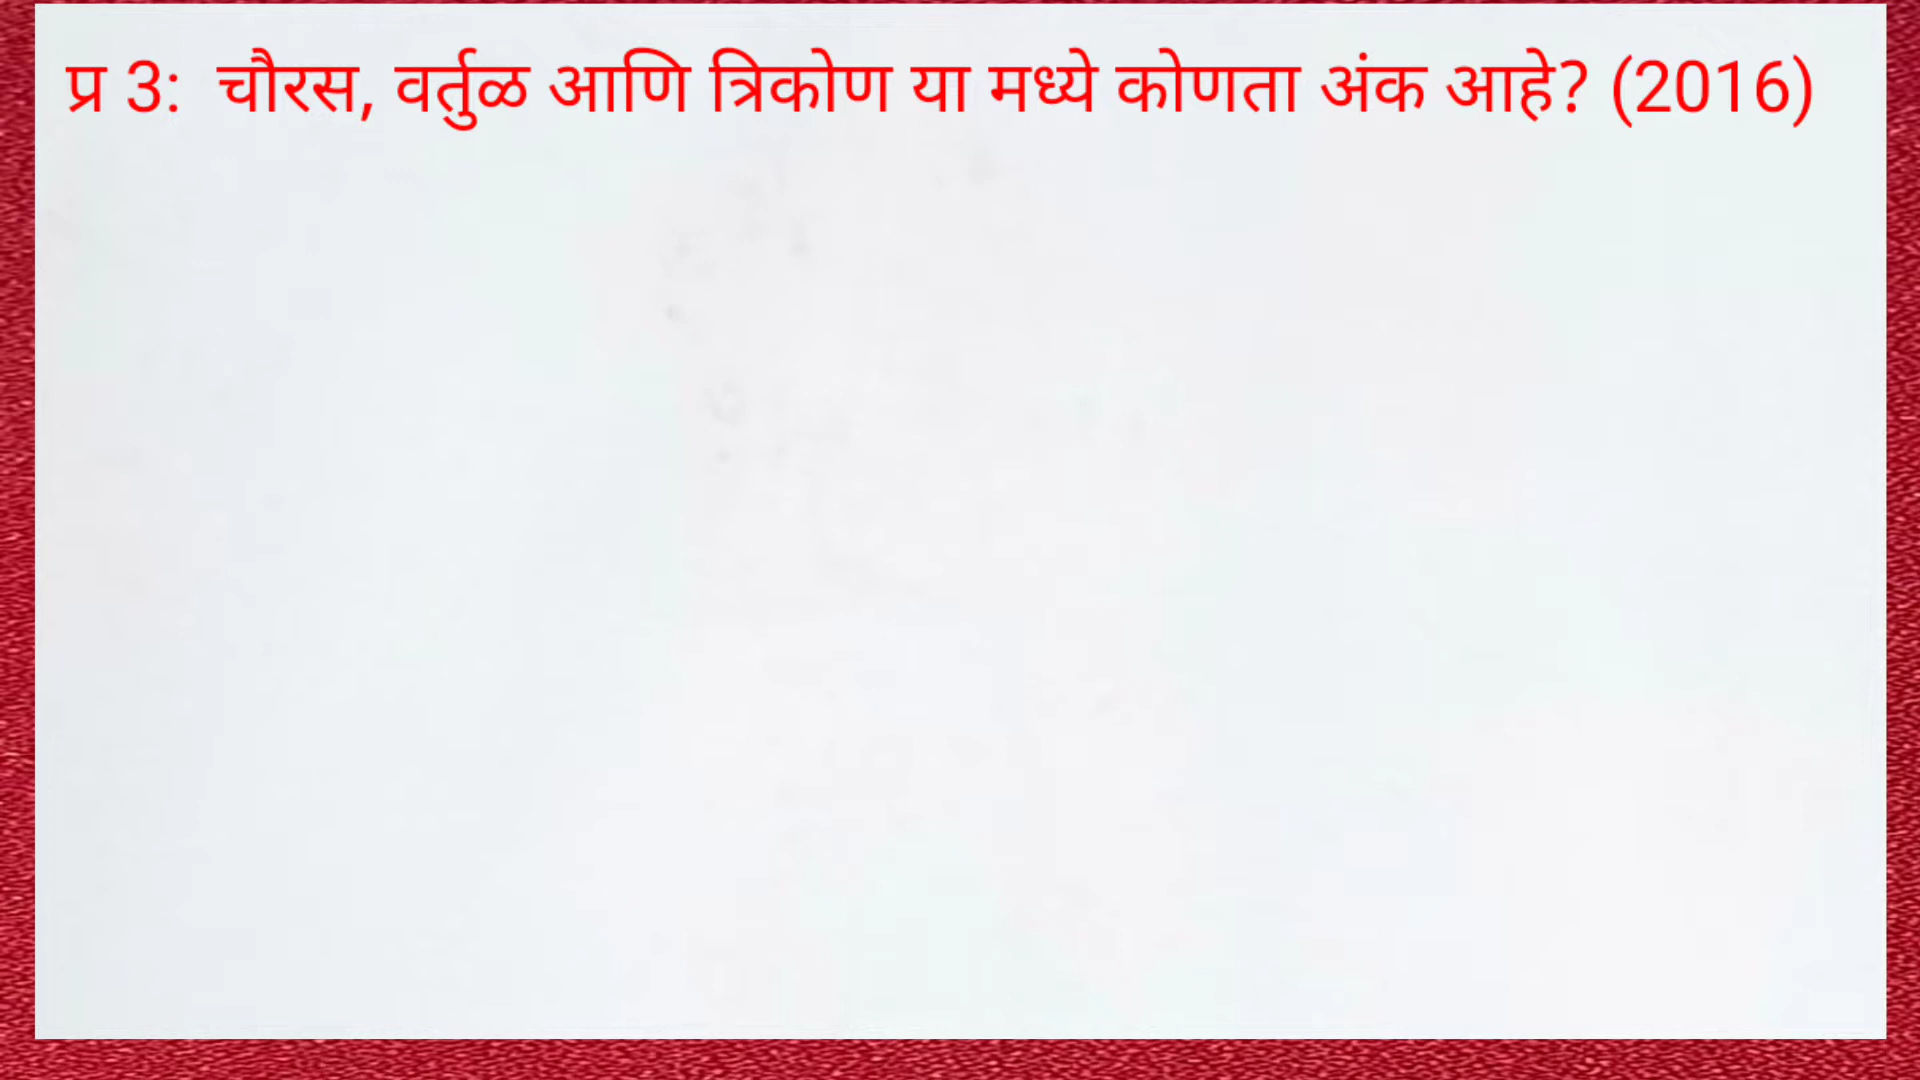 प्र 3: चौरस, वर्तुळ आणि त्रिकोण या मध्ये कोणता अंक आहे? (2016)